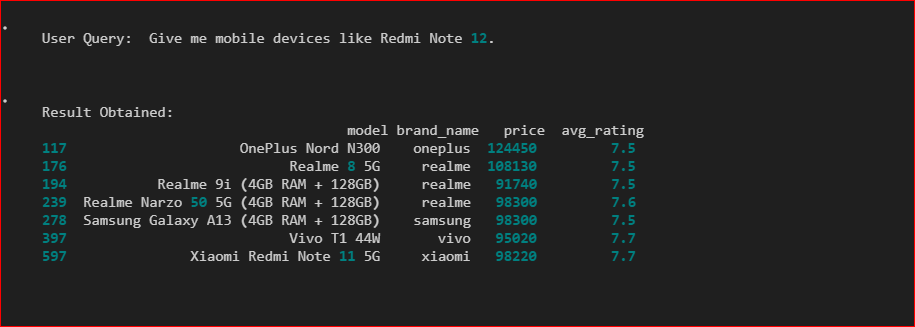 User Query: Give me mobile devices like Redmi Note 12.
Result Obtained:
model brand_name price avg_rating
117 OnePlus Nord N300 oneplus 124450 7.5
176 Realme 8 5G realme 108130 7.5
194 Realme 9i (4GB RAM + 128GB) realme 91740 7.5
239 Realme Narzo 50 5G (4GB RAM + 128GB) realme 98300 7.6
278 Samsung Galaxy A13 (4GB RAM + 128GB) samsung 98300 7.5
397 Vivo T1 44W vivo 95020 7.7
597 Xiaomi Redmi Note 11 5G xiaomi 98220 7.7